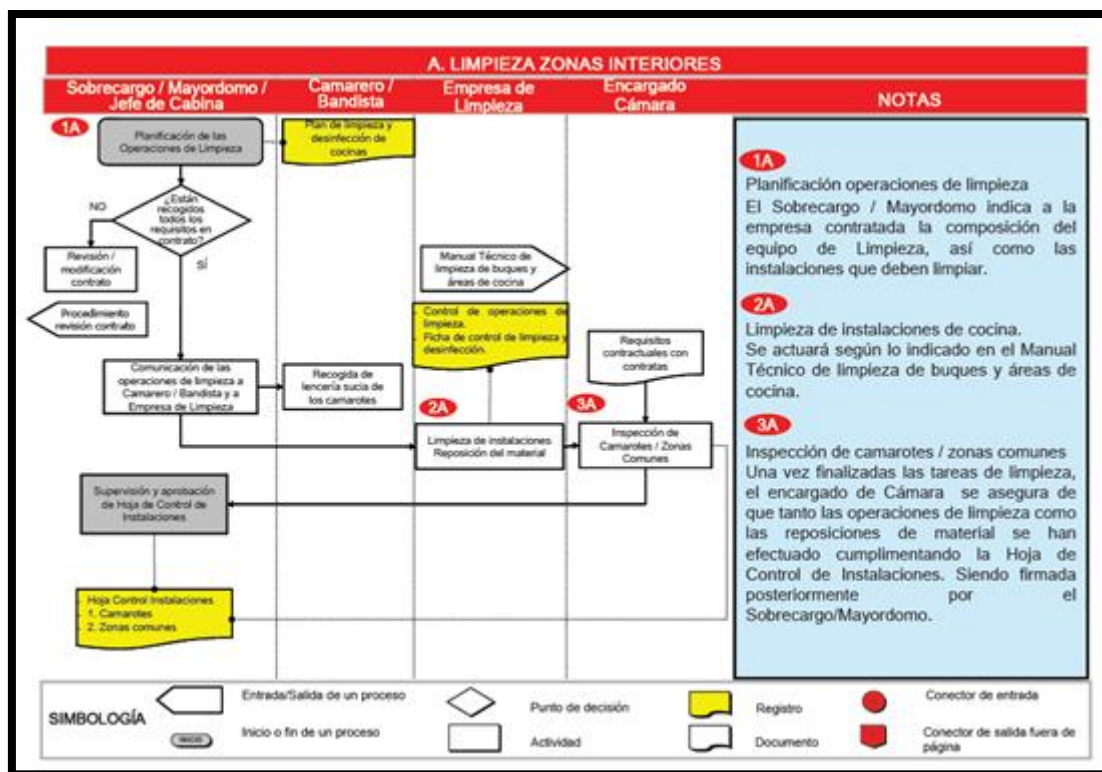 A. LIMPIEZA ZONAS INTERIORES
Sobrecargo / Mayordomo /
Jefe de Cabina
Camarero /
Bandista
Empresa de
Limpieza
Encargado
Cámara
NOTAS
1A
Planificación de las
Operaciones de Limpieza
Plan de limpieza y
desinfección de
cocinas
¿Están
recogidos
todos los
requisitos en
contrato?
NO
SÍ
Revisión /
modificación
contrato
Procedimiento
revisión contrato
Manual Técnico de
limpieza de buques y
áreas de cocina
Control de operaciones de
limpieza.
Ficha de control de limpieza y
desinfección.
Requisitos
contractuales con
contratas
Comunicación de las
operaciones de limpieza a
Camarero / Bandista y a
Empresa de Limpieza
Recogida de
lencería sucia de
los camarotes
2A
Limpieza de instalaciones
Reposición del material
3A
Inspección de
Camarotes / Zonas
Comunes
Supervisión y aprobación
de Hoja de Control de
Instalaciones
Hoja Control Instalaciones
1. Camarotes
2. Zonas comunes
1A
Planificación operaciones de limpieza
El Sobrecargo / Mayordomo indica a la
empresa contratada la composición del
equipo de Limpieza, así como las
instalaciones que deben limpiar.
2A
Limpieza de instalaciones de cocina.
Se actuará según lo indicado en el Manual
Técnico de limpieza de buques y áreas de
cocina.
3A
Inspección de camarotes / zonas comunes
Una vez finalizadas las tareas de limpieza,
el encargado de Cámara se asegura de
que tanto las operaciones de limpieza como
las reposiciones de material se han
efectuado cumplimentando la Hoja de
Control de Instalaciones. Siendo firmada
posteriormente por el
Sobrecargo/Mayordomo.
SIMBOLOGÍA
Entrada/Salida de un proceso
INICIO
Inicio o fin de un proceso
Punto de decisión
Actividad
Registro
Documento
Conector de entrada
Conector de salida fuera de
página